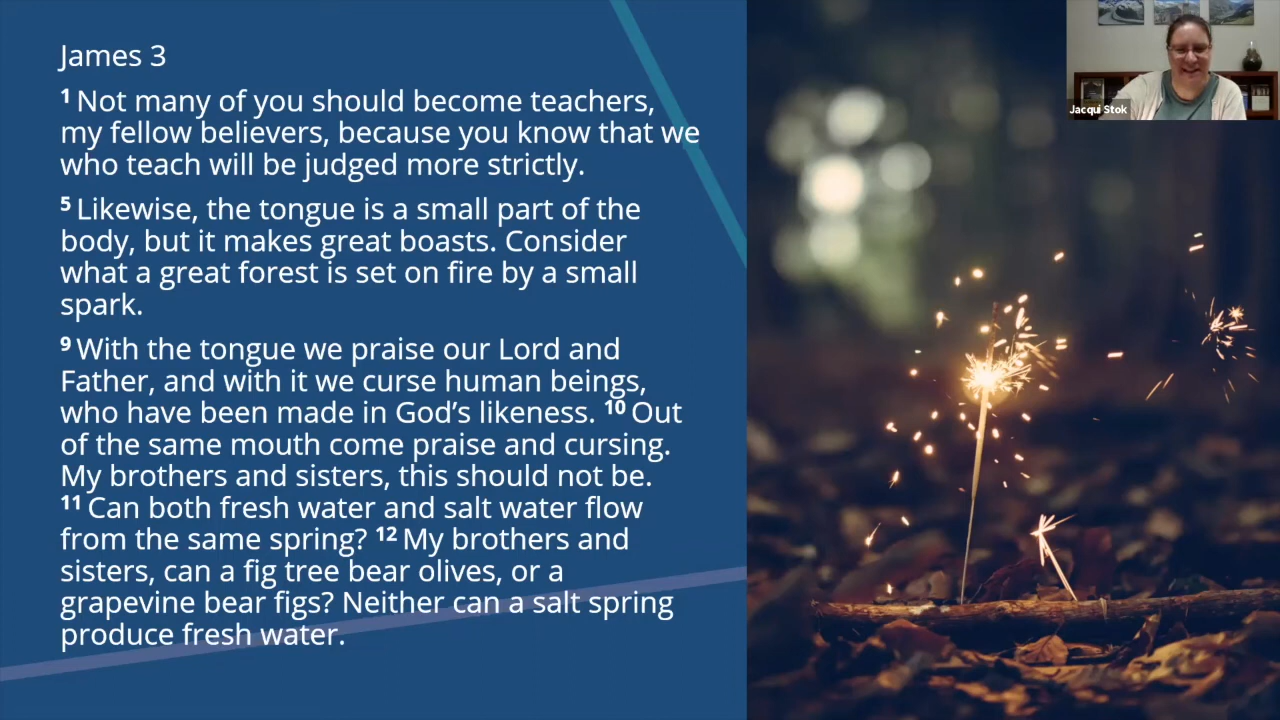 James 3
1 Not many of you should become teachers,
my fellow believers, because you know that we
who teach will be judged more strictly.
5 Likewise, the tongue is a small part of the
body, but it makes great boasts. Consider
what a great forest is set on fire by a small
spark.
9 With the tongue we praise our Lord and
Father, and with it we curse human beings,
who have been made in God’s likeness. 10 Out
of the same mouth come praise and cursing.
My brothers and sisters, this should not be.
11 Can both fresh water and salt water flow
from the same spring? 12 My brothers and
sisters, can a fig tree bear olives, or a
grapevine bear figs? Neither can a salt spring
produce fresh water.
Jacqui Stok